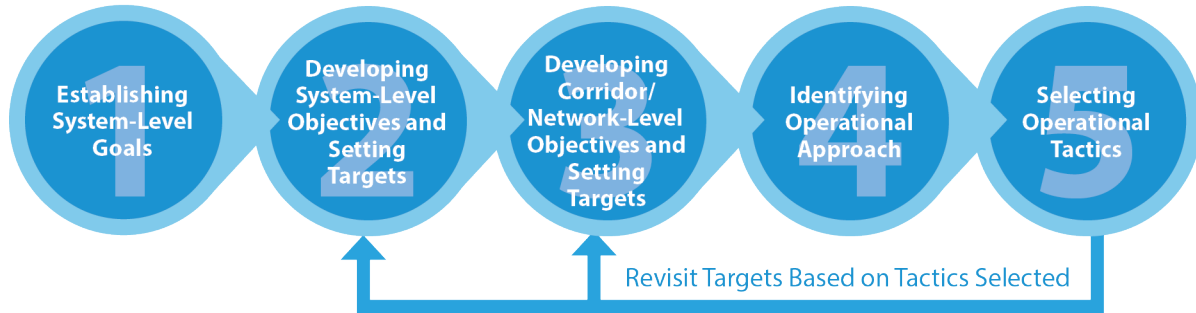 1
Establishing
System-Level
Goals
2
Developing
System-Level
Objectives and
Setting
Targets
3
Developing
Corridor/
Network-Level
Objectives and
Setting
Targets
4
Identifying
Operational
Approach
5
Selecting
Operational
Tactics
Revisit Targets Based on Tactics Selected